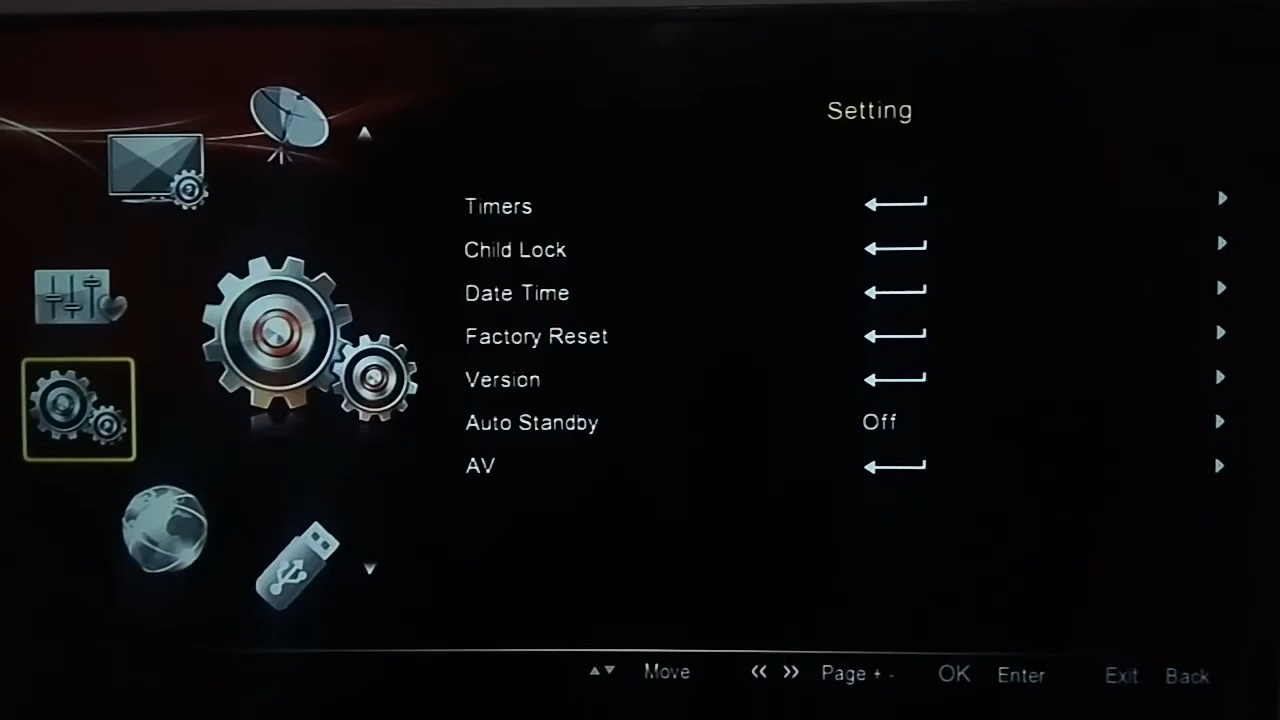 Setting
Timers
Child Lock
Date Time
Factory Reset
Version
Auto Standby Off
AV
Move Page + - OK Enter Exit Back